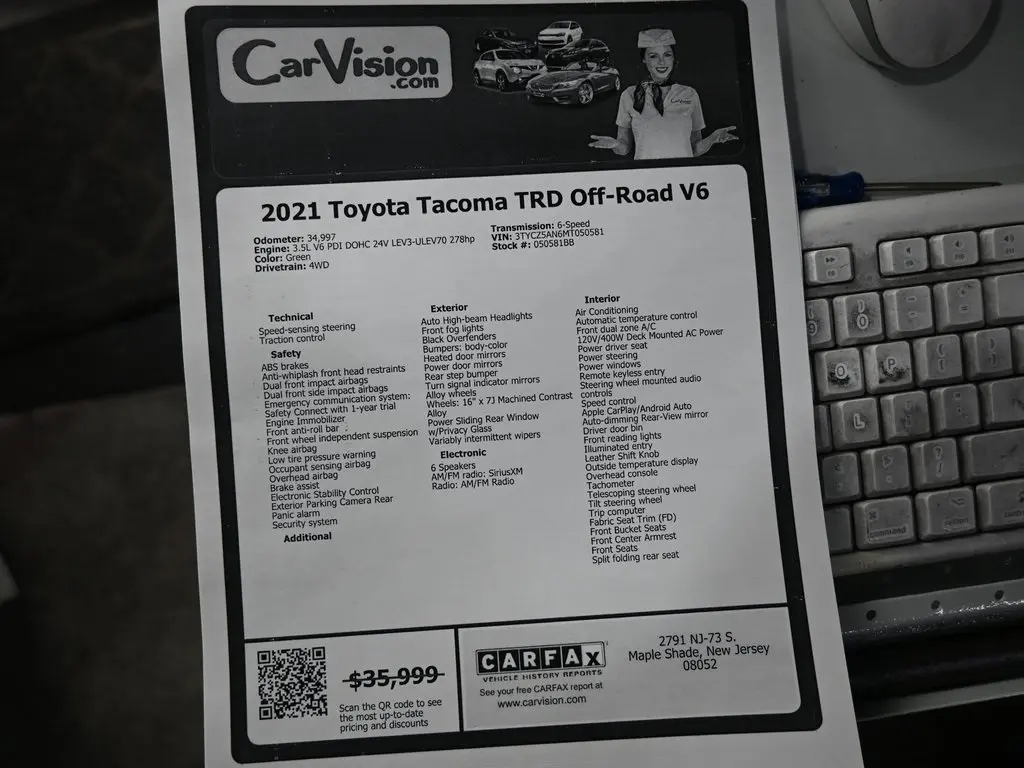 CarVision
.com
CarVision
2021 Toyota Tacoma TRD Off-Road V6
Odometer: 34,997
Engine: 3.5L V6 PDI DOHC 24V LEV3-ULEV70 278hp
Color: Green
Drivetrain: 4WD
Transmission: 6-Speed
VIN: 3TYCZ5AN6MT050581
Stock #: 050581BB
Technical
Speed-sensing steering
Traction control
Safety
ABS brakes
Anti-whiplash front head restraints
Dual front impact airbags
Dual front side impact airbags
Emergency communication system:
Safety Connect with 1-year trial
Engine Immobilizer
Front anti-roll bar
Front wheel independent suspension
Knee airbag
Low tire pressure warning
Occupant sensing airbag
Overhead airbag
Brake assist
Electronic Stability Control
Exterior Parking Camera Rear
Panic alarm
Security system
Additional
Exterior
Auto High-beam Headlights
Front fog lights
Black Overfenders
Bumpers: body-color
Heated door mirrors
Power door mirrors
Rear step bumper
Turn signal indicator mirrors
Alloy wheels
Wheels: 16" x 7J Machined Contrast
Alloy
Power Sliding Rear Window
w/Privacy Glass
Variably intermittent wipers
Electronic
6 Speakers
AM/FM radio: SiriusXM
Radio: AM/FM Radio
Interior
Air Conditioning
Automatic temperature control
Front dual zone A/C
120V/400W Deck Mounted AC Power
Power driver seat
Power steering
Power windows
Remote keyless entry
Steering wheel mounted audio
controls
Speed control
Apple CarPlay/Android Auto
Auto-dimming Rear-View mirror
Driver door bin
Front reading lights
Illuminated entry
Leather Shift Knob
Outside temperature display
Overhead console
Tachometer
Telescoping steering wheel
Tilt steering wheel
Trip computer
Fabric Seat Trim (FD)
Front Bucket Seats
Front Center Armrest
Front Seats
Split folding rear seat
$35,999
Scan the QR code to see
the most up-to-date
pricing and discounts
CARFAX
VEHICLE HISTORY REPORTS
See your free CARFAX report at
www.carvision.com
2791 NJ-73 S.
Maple Shade, New Jersey
08052
O
P
L
command
option